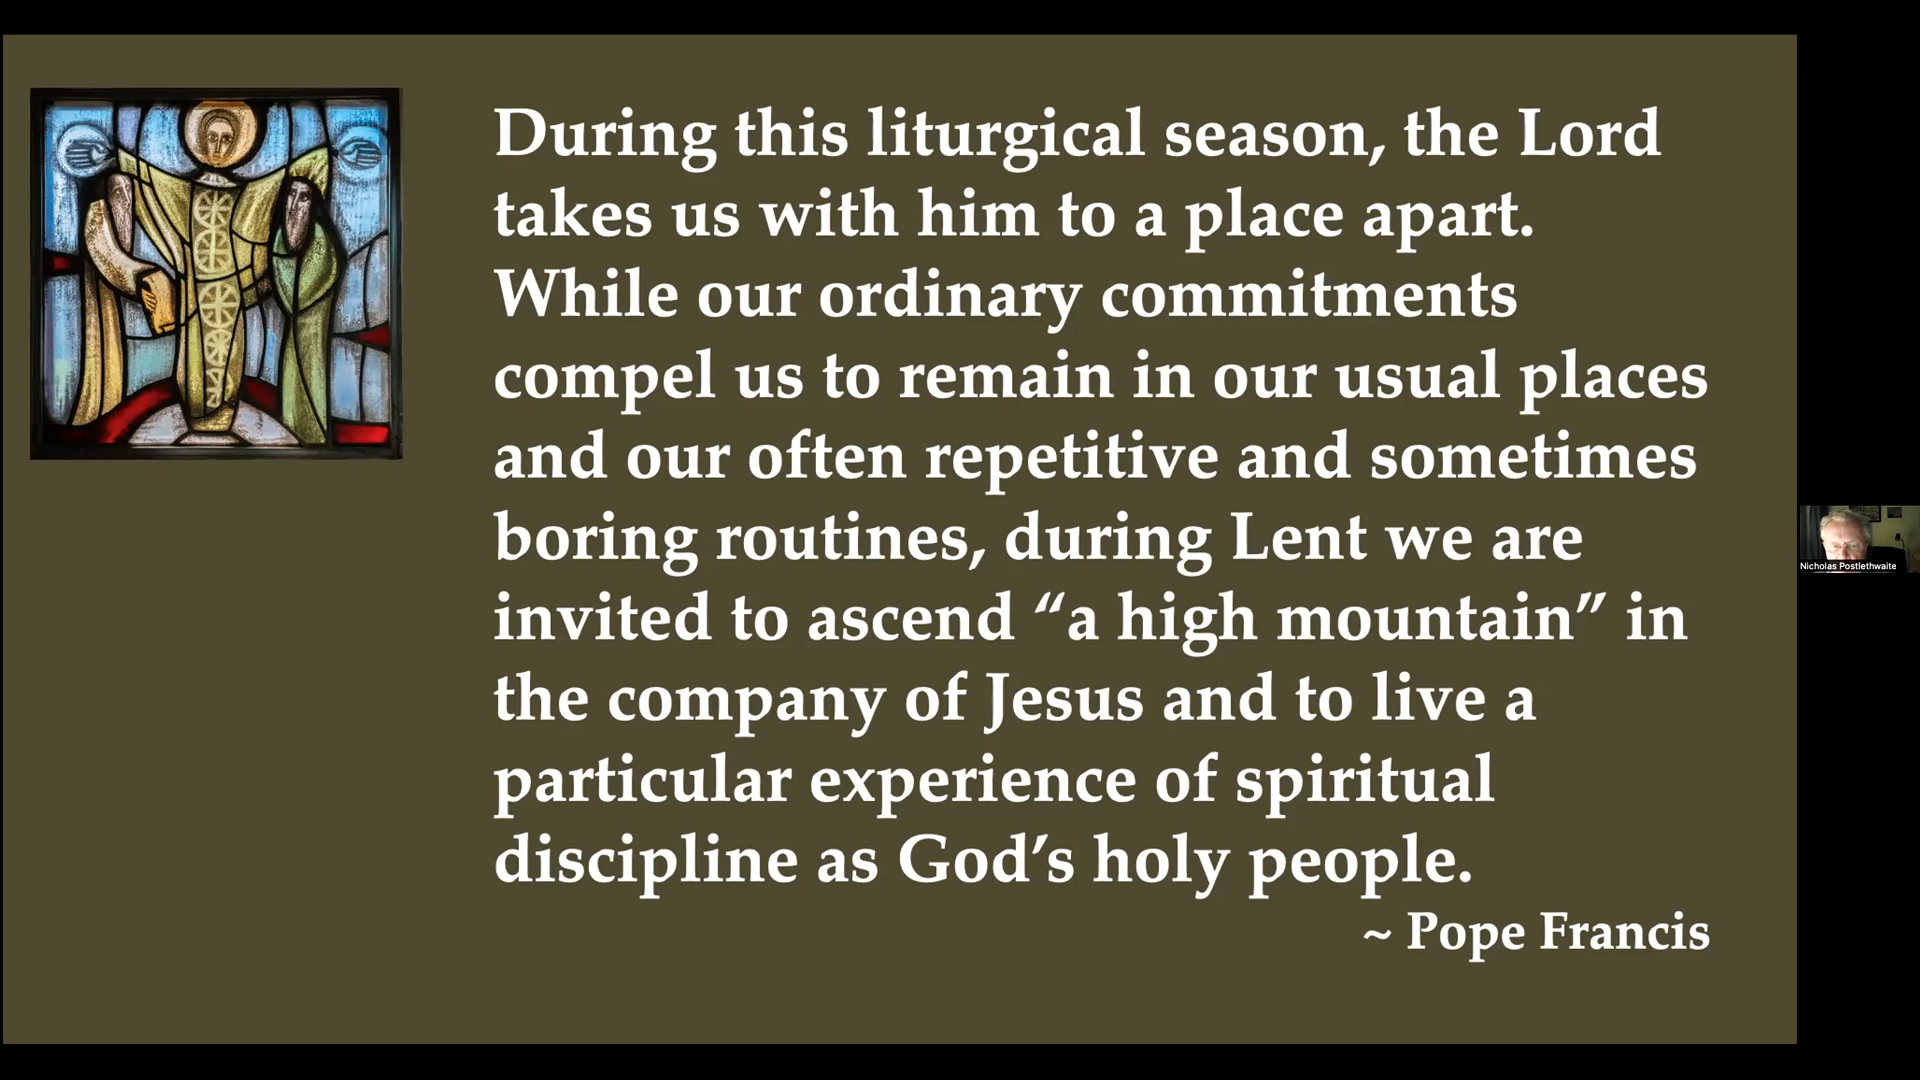 During this liturgical season, the Lord
takes us with him to a place apart.
While our ordinary commitments
compel us to remain in our usual places
and our often repetitive and sometimes
boring routines, during Lent we are
invited to ascend “a high mountain” in
the company of Jesus and to live a
particular experience of spiritual
discipline as God’s holy people.
~ Pope Francis
Nicholas Postlethwaite